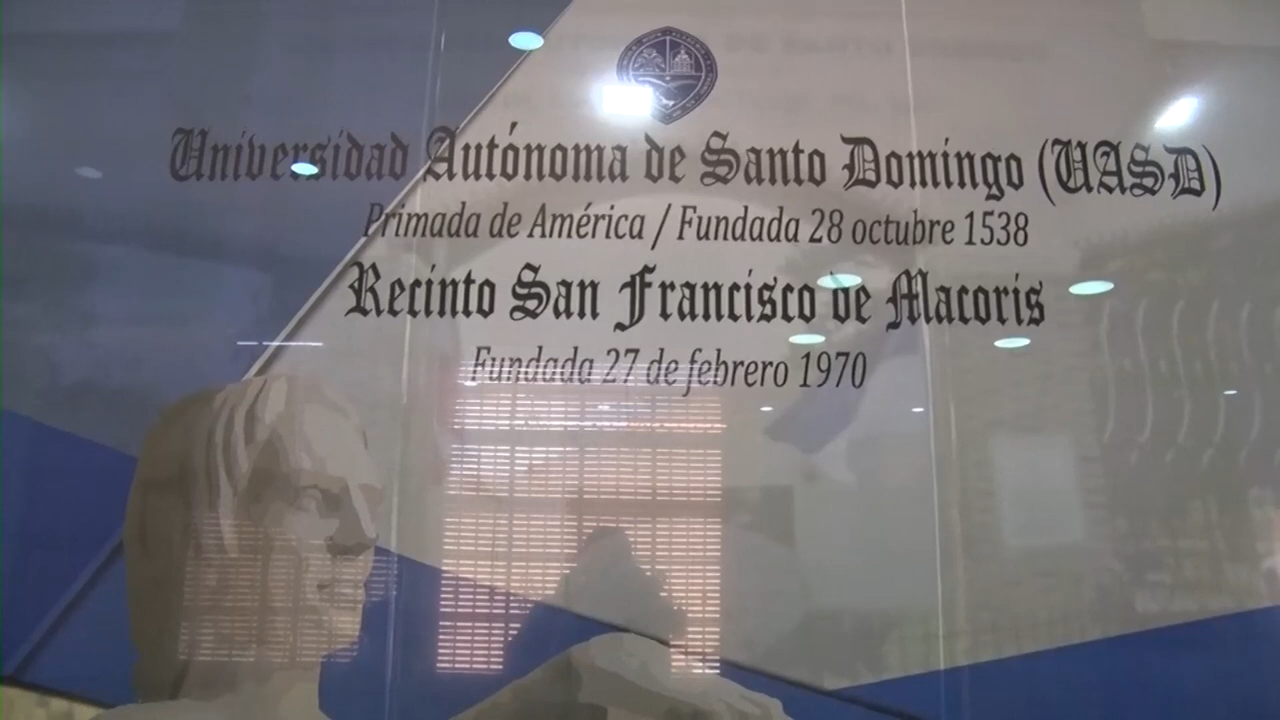 Universidad Autónoma de Santo Domingo (UASD)
Primada de América / Fundada 28 octubre 1538
Recinto San Francisco de Macoris
Fundada 27 de febrero 1970